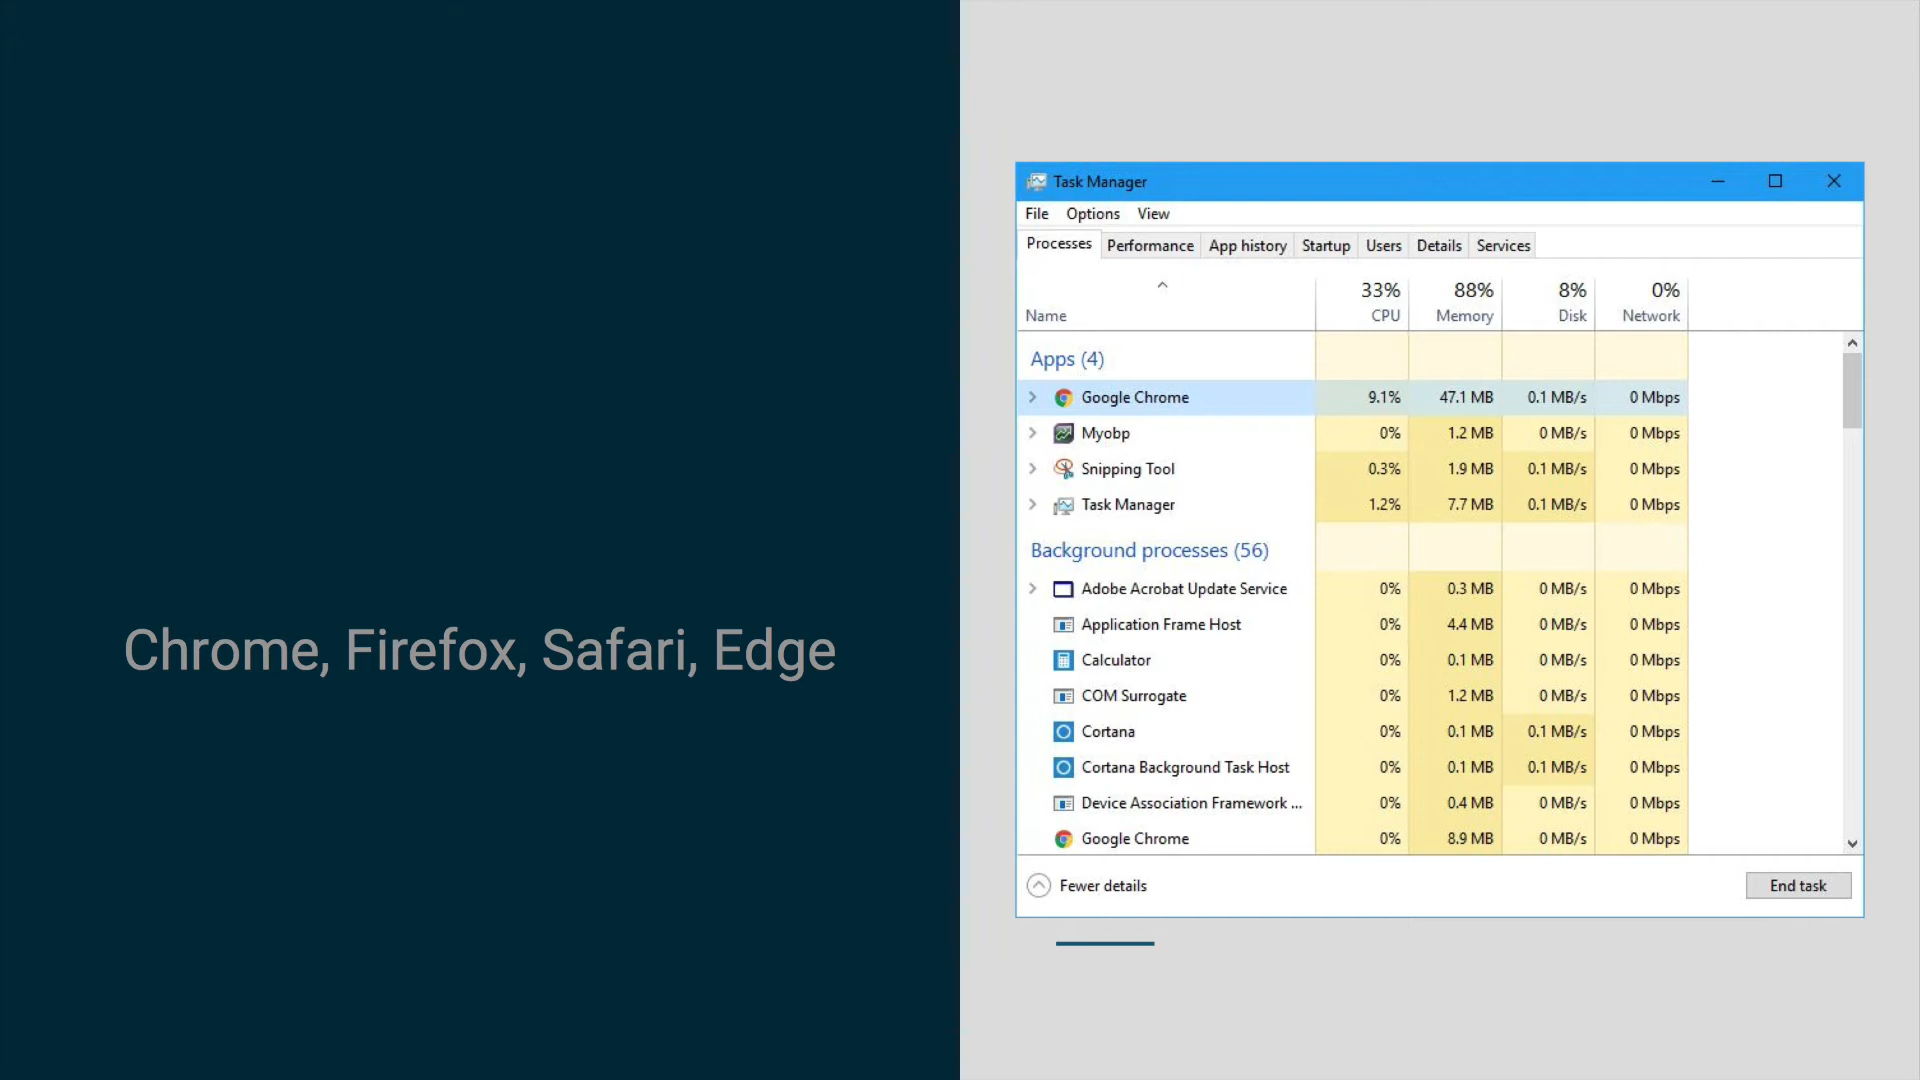 Chrome, Firefox, Safari, Edge
Task Manager
File Options View
Processes Performance App history Startup Users Details Services
33% 88% 8% 0%
Name CPU Memory Disk Network
Apps (4)
Google Chrome 9.1% 47.1 MB 0.1 MB/s 0 Mbps
Myobp 0% 1.2 MB 0 MB/s 0 Mbps
Snipping Tool 0.3% 1.9 MB 0.1 MB/s 0 Mbps
Task Manager 1.2% 7.7 MB 0.1 MB/s 0 Mbps
Background processes (56)
Adobe Acrobat Update Service 0% 0.3 MB 0 MB/s 0 Mbps
Application Frame Host 0% 4.4 MB 0 MB/s 0 Mbps
Calculator 0% 0.1 MB 0 MB/s 0 Mbps
COM Surrogate 0% 1.2 MB 0 MB/s 0 Mbps
Cortana 0% 0.1 MB 0.1 MB/s 0 Mbps
Cortana Background Task Host 0% 0.1 MB 0.1 MB/s 0 Mbps
Device Association Framework ... 0% 0.4 MB 0 MB/s 0 Mbps
Google Chrome 0% 8.9 MB 0 MB/s 0 Mbps
Fewer details End task